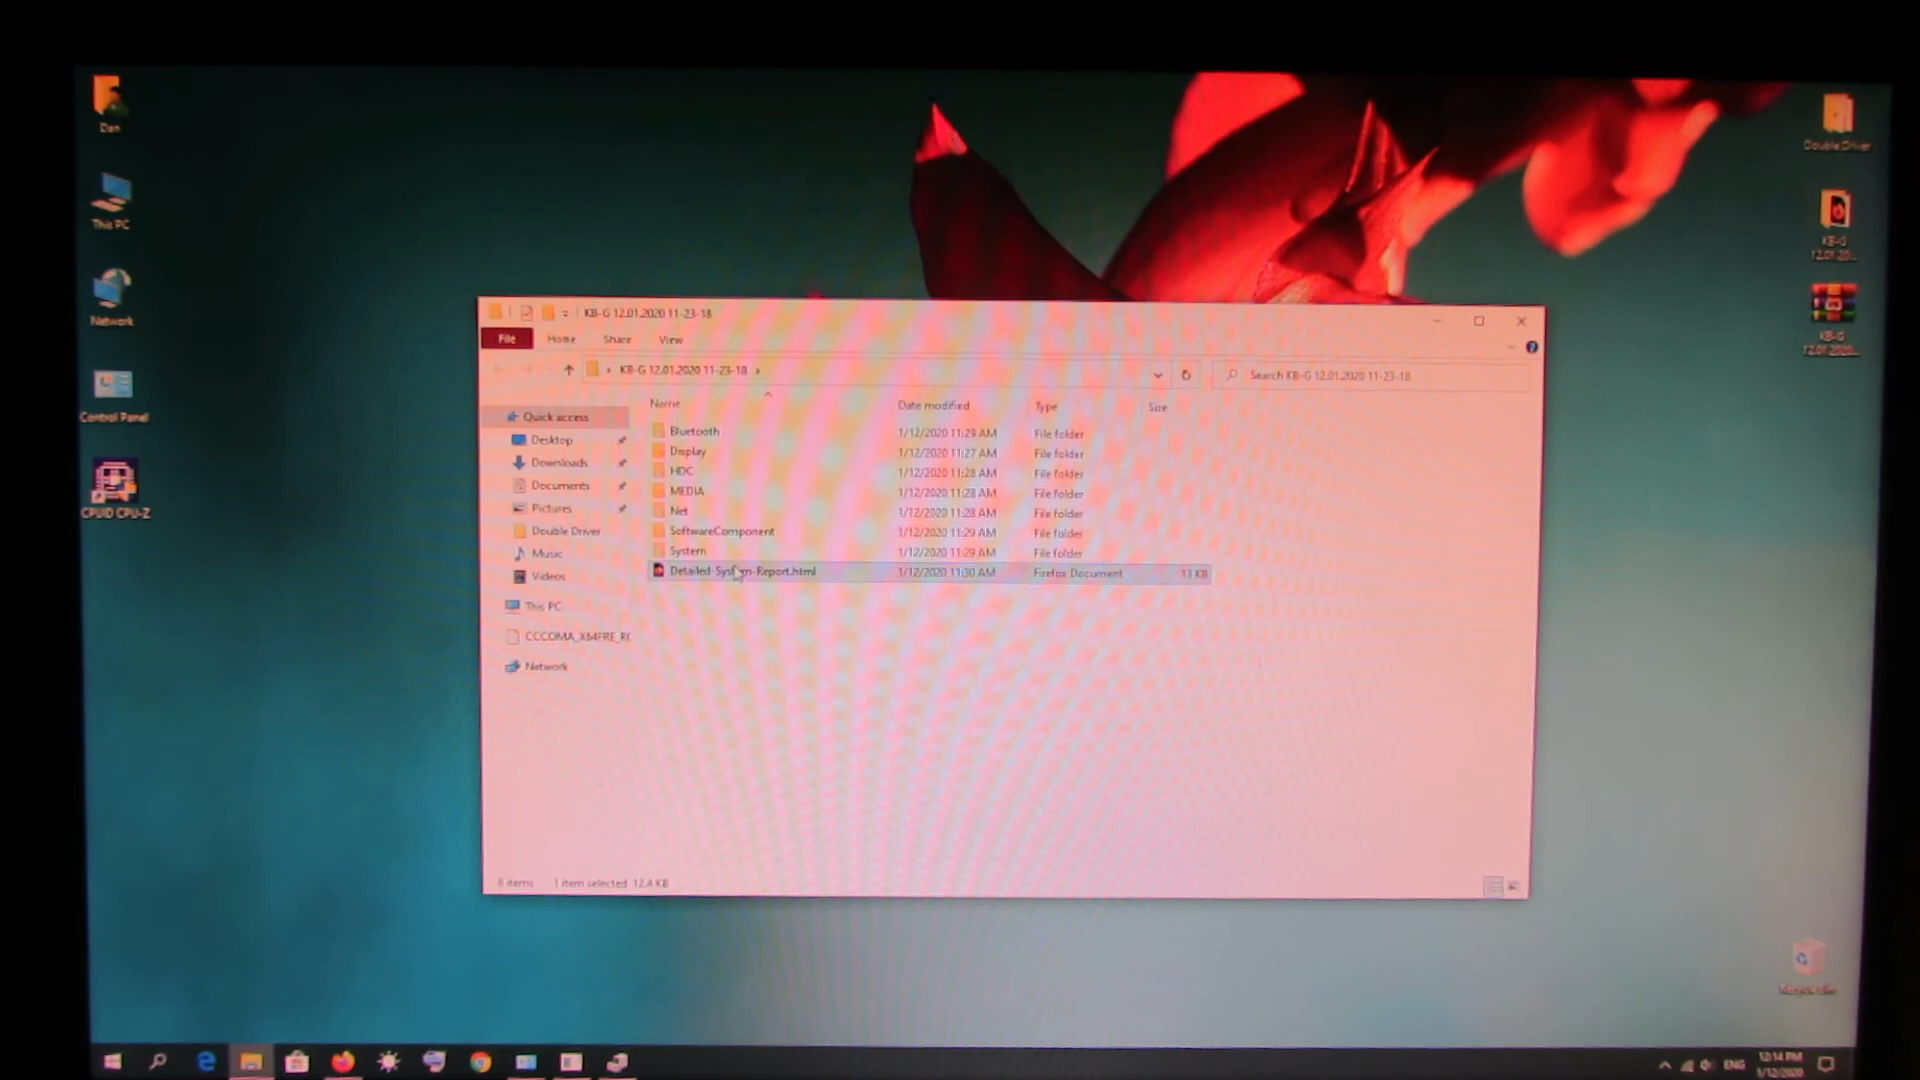 Dan
This PC
Network
Control Panel
CPUID CPU-Z
Double Driver
KB-G
12.01.20...
KB-G
12.01.2020...
KB-G 12.01.2020 11-23-18
File Home Share View
KB-G 12.01.2020 11-23-18
Search KB-G 12.01.2020 11-23-18
Name Date modified Type Size
Quick access
Desktop
Downloads
Documents
Pictures
Double Driver
Music
Videos
This PC
CCCOMA_X64FRE_RO
Network
Bluetooth 1/12/2020 11:29 AM File folder
Display 1/12/2020 11:27 AM File folder
HDC 1/12/2020 11:28 AM File folder
MEDIA 1/12/2020 11:28 AM File folder
Net 1/12/2020 11:28 AM File folder
SoftwareComponent 1/12/2020 11:29 AM File folder
System 1/12/2020 11:29 AM File folder
Detailed-System-Report.html 1/12/2020 11:30 AM Firefox Document 13 KB
8 items 1 item selected 12.4 KB
Recycle Bin
ENG
12:14 PM
1/12/2020